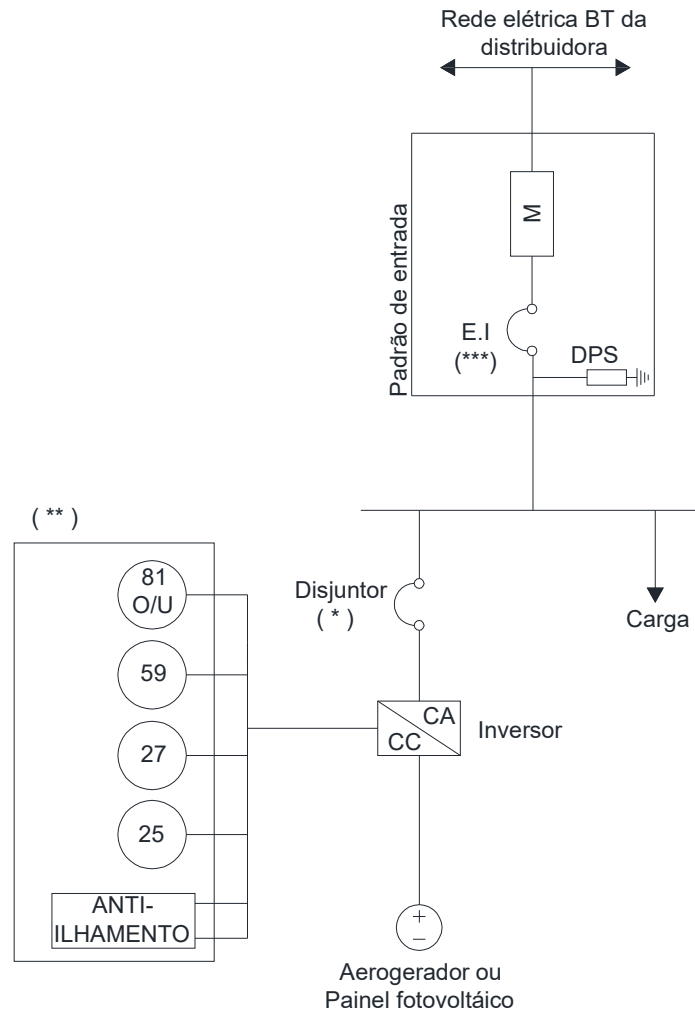 Rede elétrica BT da
distribuidora
Padrão de entrada
M
E.I
(***)
DPS
( ** )
81
O/U
59
27
25
ANTI-
ILHAMENTO
Disjuntor
( * )
Carga
CA
CC
Inversor
+
−
Aerogerador ou
Painel fotovoltáico